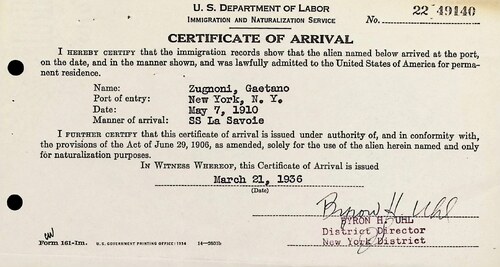 U. S. DEPARTMENT OF LABOR
IMMIGRATION AND NATURALIZATION SERVICE
No. 22 49140
CERTIFICATE OF ARRIVAL
I HEREBY CERTIFY that the immigration records show that the alien named below arrived at the port,
on the date, and in the manner shown, and was lawfully admitted to the United States of America for perma-
nent residence.
Name: Zugnoni, Gaetano
Port of entry: New York, N. Y.
Date: May 7, 1910
Manner of arrival: SS La Savoie
I FURTHER CERTIFY that this certificate of arrival is issued under authority of, and in conformity with,
the provisions of the Act of June 29, 1906, as amended, solely for the use of the alien herein named and only
for naturalization purposes.
IN WITNESS WHEREOF, this Certificate of Arrival is issued
March 21, 1936
(Date)
Byron H. Uhl
BYRON H. UHL
District Director
New York District
Form 161-Im.
U. S. GOVERNMENT PRINTING OFFICE: 1934